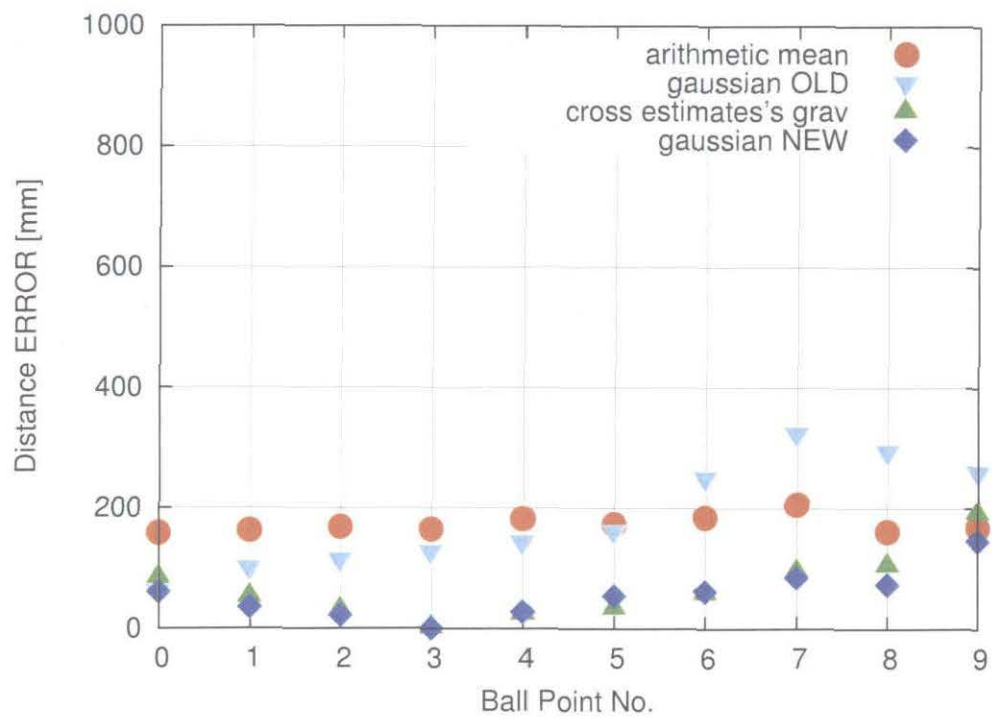 1000
800
600
400
200
0
Distance ERROR [mm]
arithmetic mean
gaussian OLD
cross estimates's grav
gaussian NEW
0 1 2 3 4 5 6 7 8 9
Ball Point No.